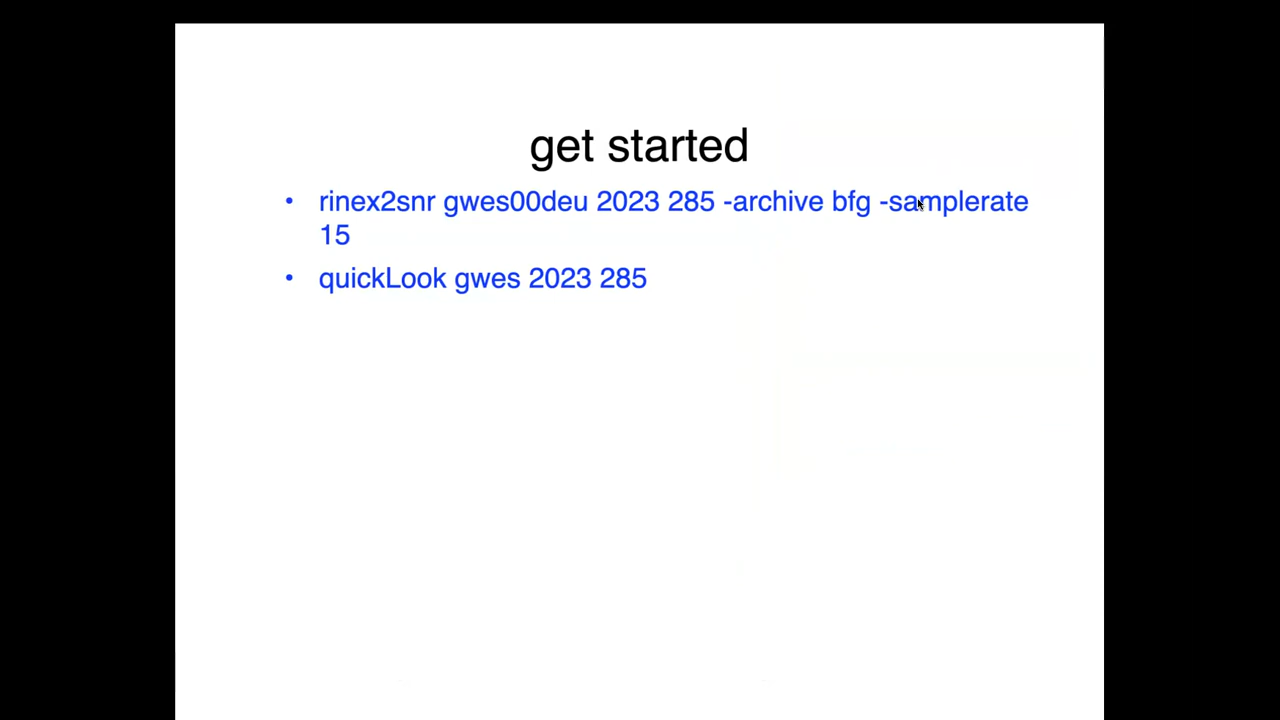 get started
• rinex2snr gwes00deu 2023 285 -archive bfg -samplerate
15
• quickLook gwes 2023 285